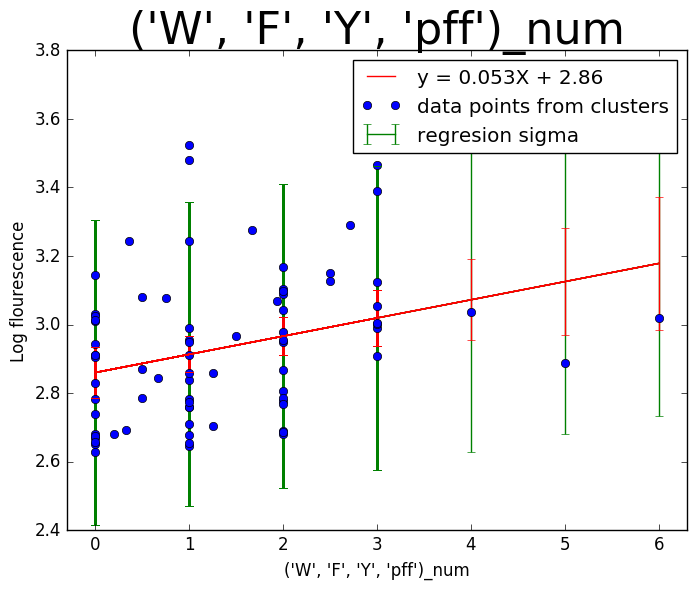 ('W', 'F', 'Y', 'pff')_num
3.8
3.6
3.4
3.2
3.0
2.8
2.6
2.4
Log flourescence
y = 0.053X + 2.86
data points from clusters
regresion sigma
0 1 2 3 4 5 6
('W', 'F', 'Y', 'pff')_num